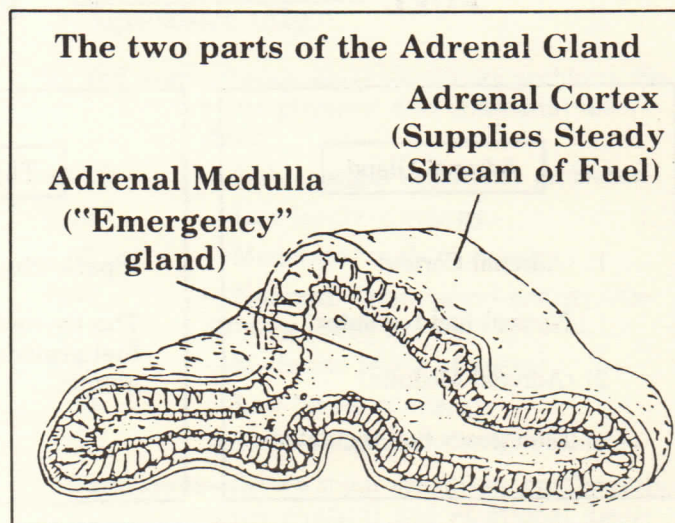 The two parts of the Adrenal Gland
Adrenal Cortex
(Supplies Steady
Stream of Fuel)
Adrenal Medulla
("Emergency"
gland)